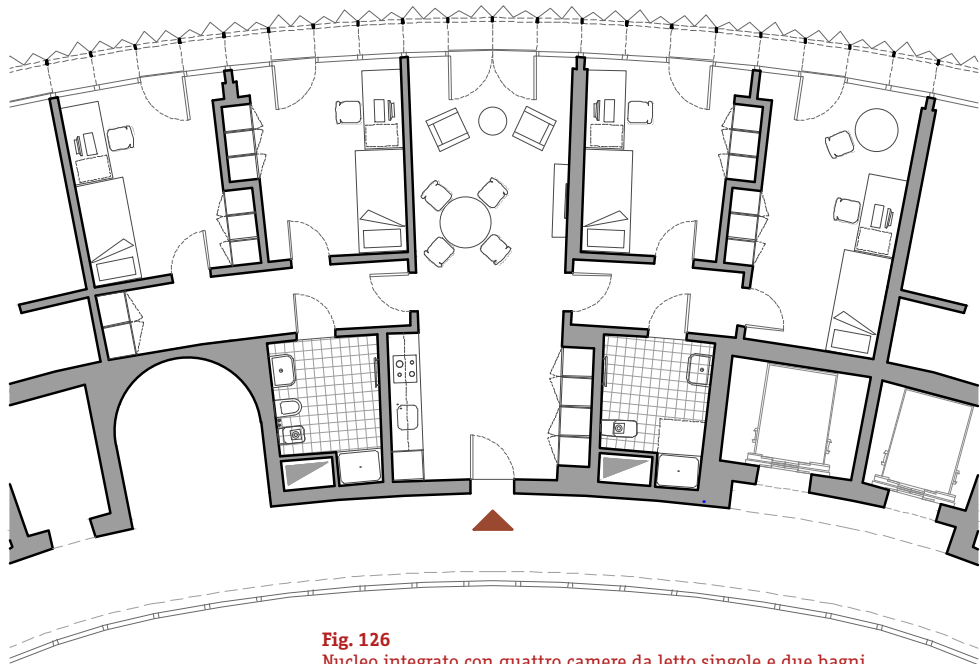 Fig. 126
Nucleo integrato con quattro camere da letto singole e due bagni